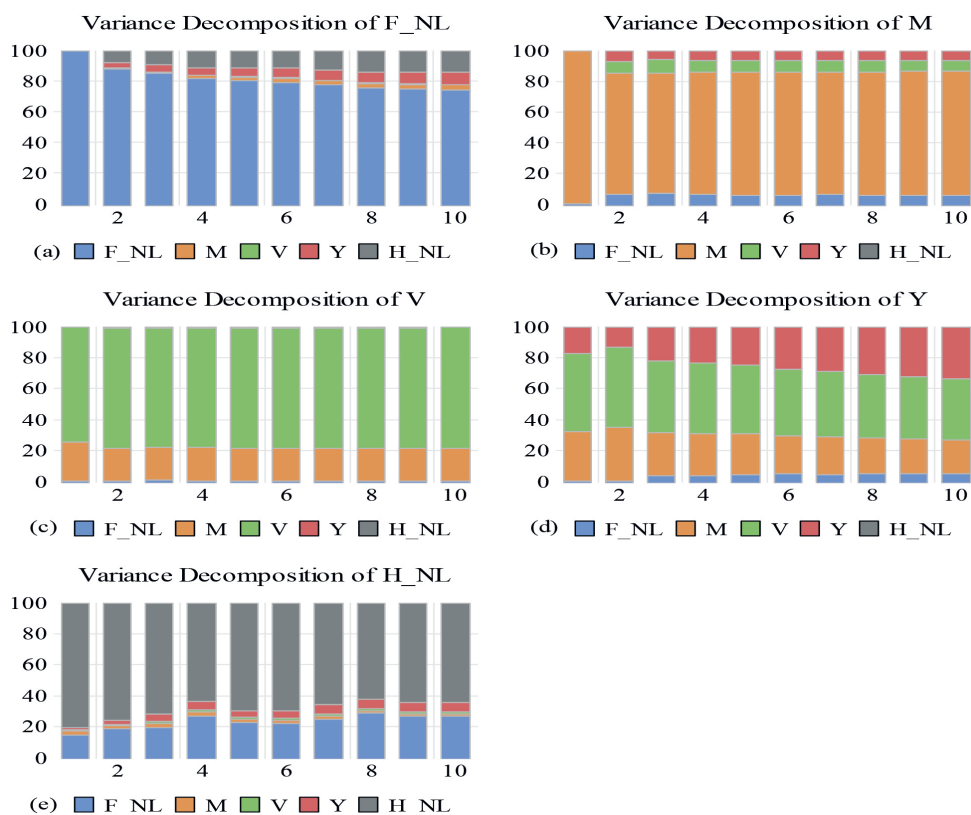 Variance Decomposition of F_NL
100
80
60
40
20
0
2 4 6 8 10
(a) F_NL M V Y H_NL
Variance Decomposition of M
100
80
60
40
20
0
2 4 6 8 10
(b) F_NL M V Y H_NL
Variance Decomposition of V
100
80
60
40
20
0
2 4 6 8 10
(c) F_NL M V Y H_NL
Variance Decomposition of Y
100
80
60
40
20
0
2 4 6 8 10
(d) F_NL M V Y H_NL
Variance Decomposition of H_NL
100
80
60
40
20
0
2 4 6 8 10
(e) F_NL M V Y H_NL